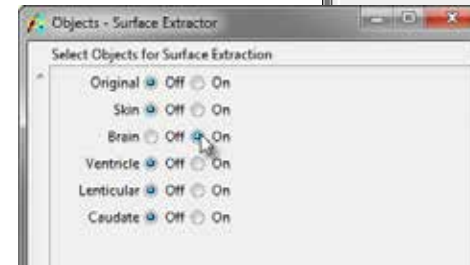 Objects - Surface Extractor
Select Objects for Surface Extraction
Original Off On
Skin Off On
Brain Off On
Ventricle Off On
Lenticular Off On
Caudate Off On